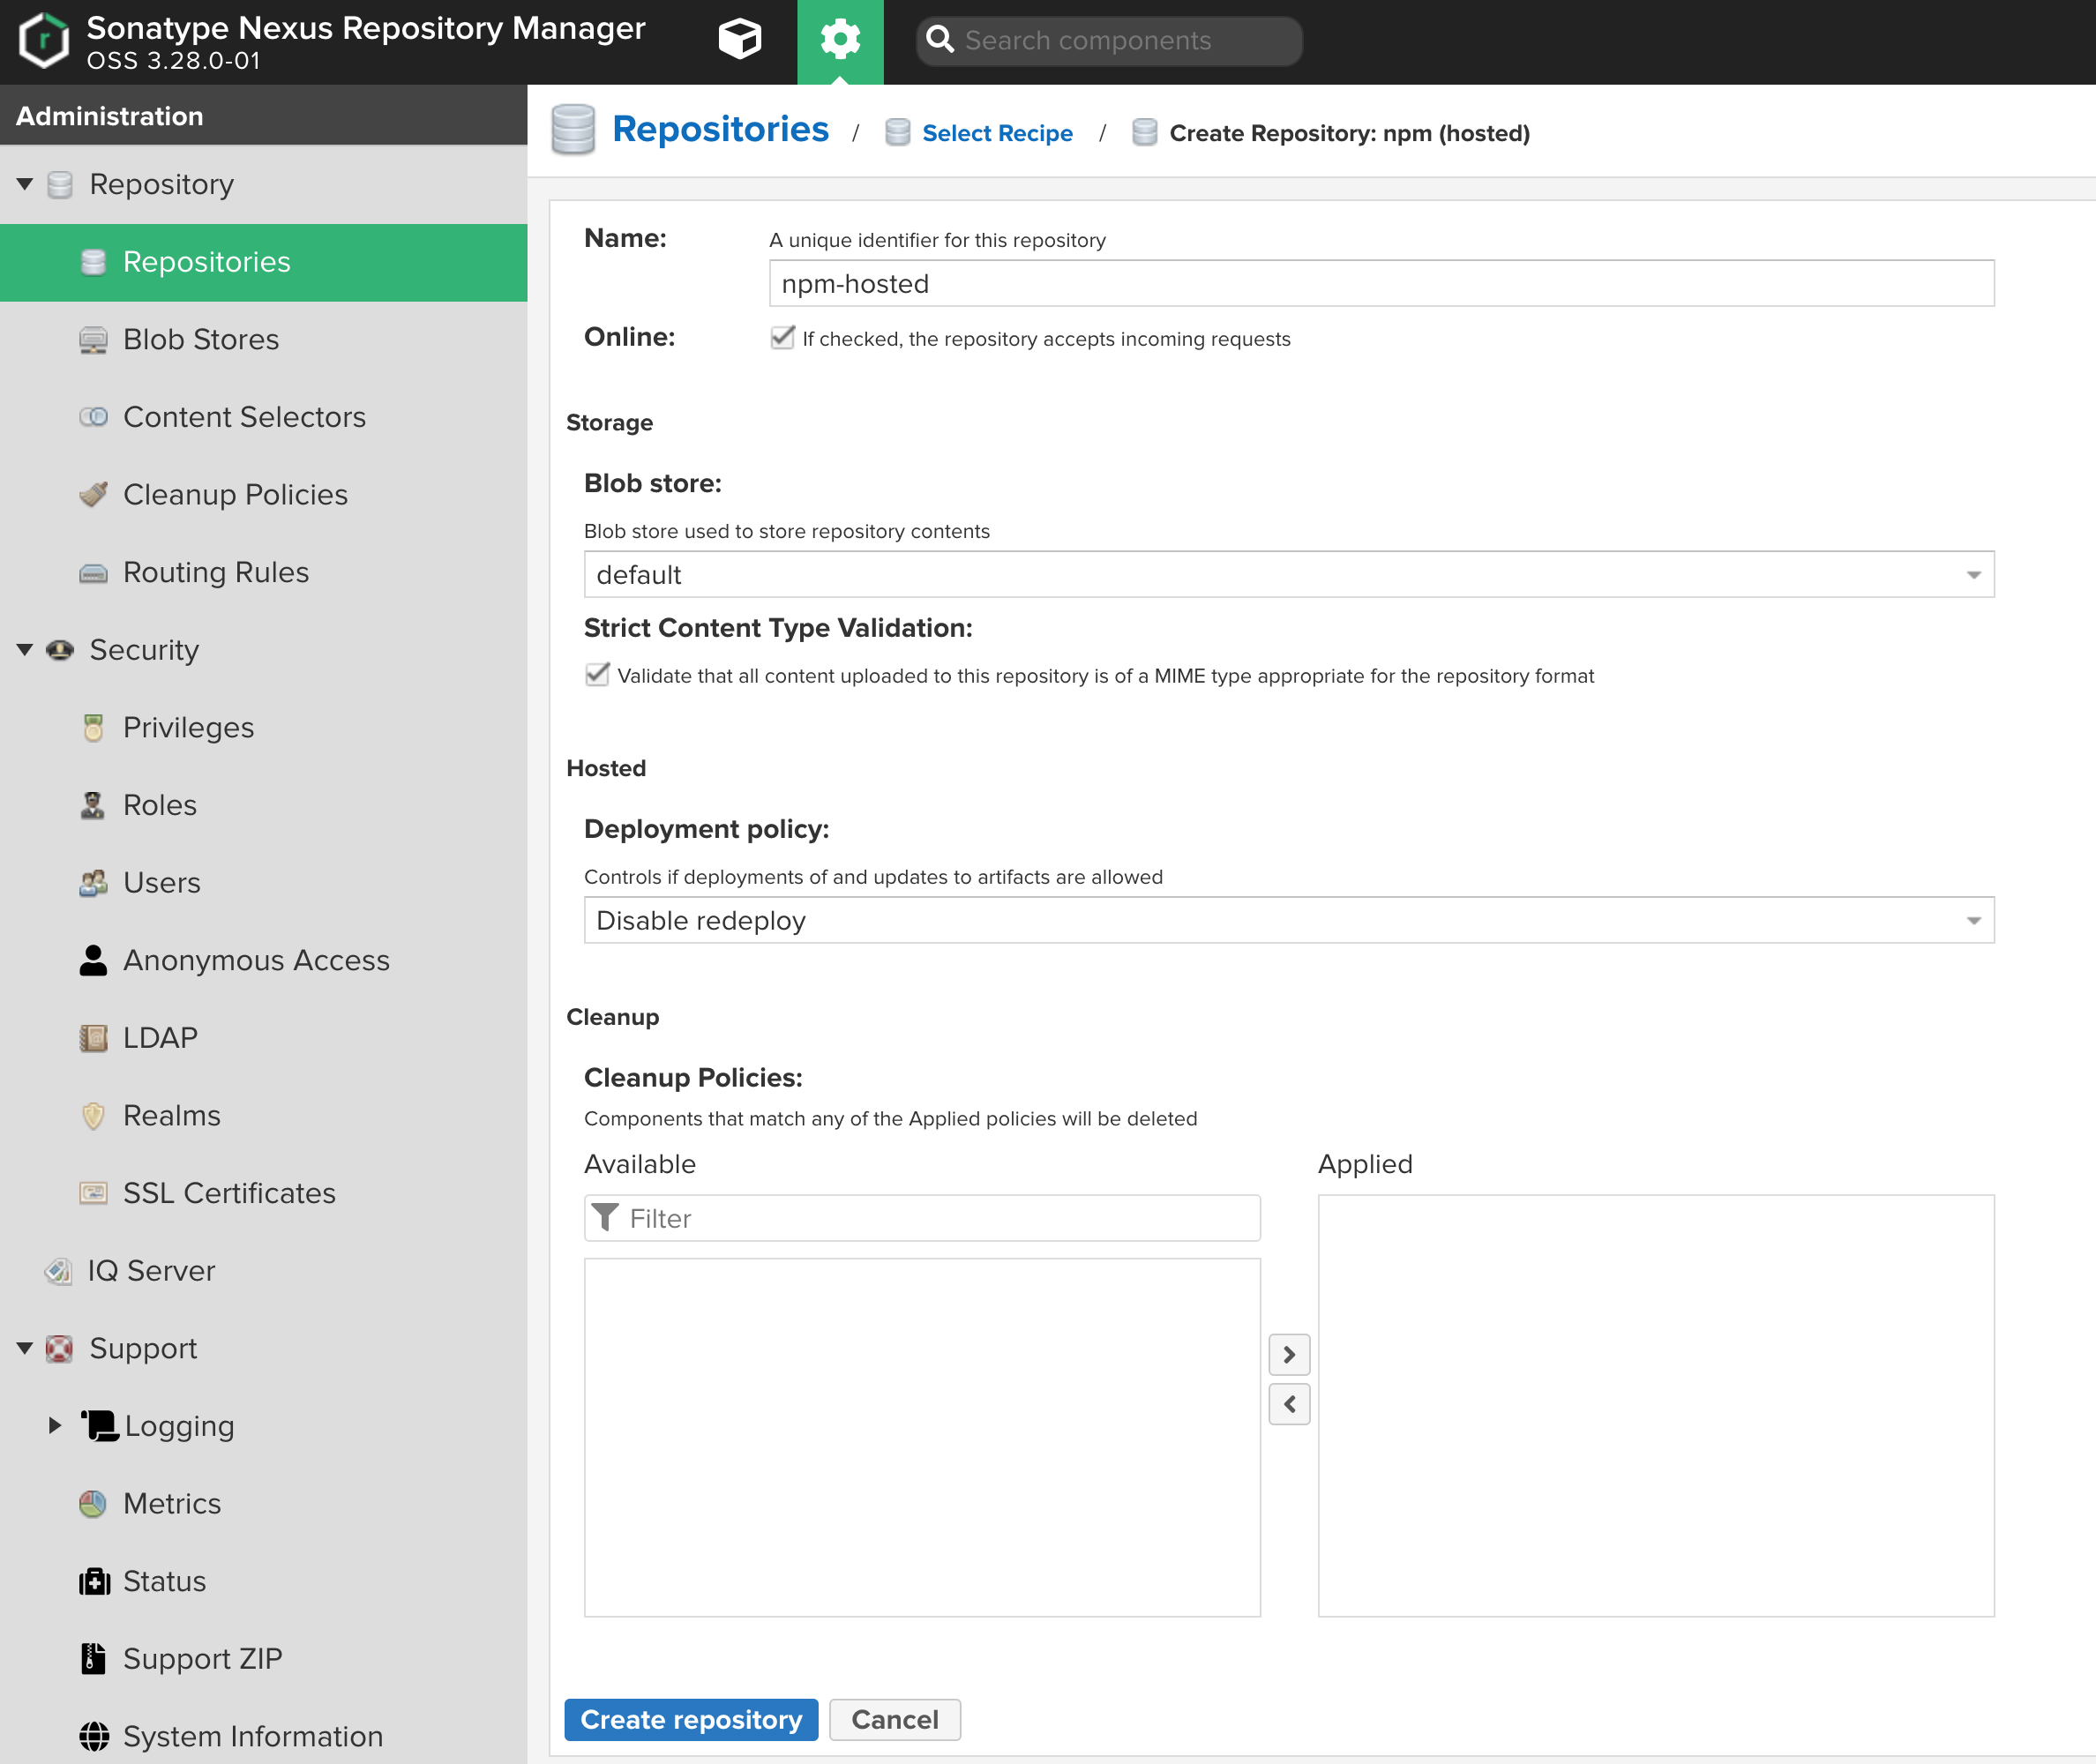 Sonatype Nexus Repository Manager
OSS 3.28.0-01
Search components
Administration
Repository
Repositories
Blob Stores
Content Selectors
Cleanup Policies
Routing Rules
Security
Privileges
Roles
Users
Anonymous Access
LDAP
Realms
SSL Certificates
IQ Server
Support
Logging
Metrics
Status
Support ZIP
System Information
Repositories / Select Recipe / Create Repository: npm (hosted)
Name: A unique identifier for this repository
npm-hosted
Online: If checked, the repository accepts incoming requests
Storage
Blob store:
Blob store used to store repository contents
default
Strict Content Type Validation:
Validate that all content uploaded to this repository is of a MIME type appropriate for the repository format
Hosted
Deployment policy:
Controls if deployments of and updates to artifacts are allowed
Disable redeploy
Cleanup
Cleanup Policies:
Components that match any of the Applied policies will be deleted
Available
Applied
Filter
Create repository
Cancel